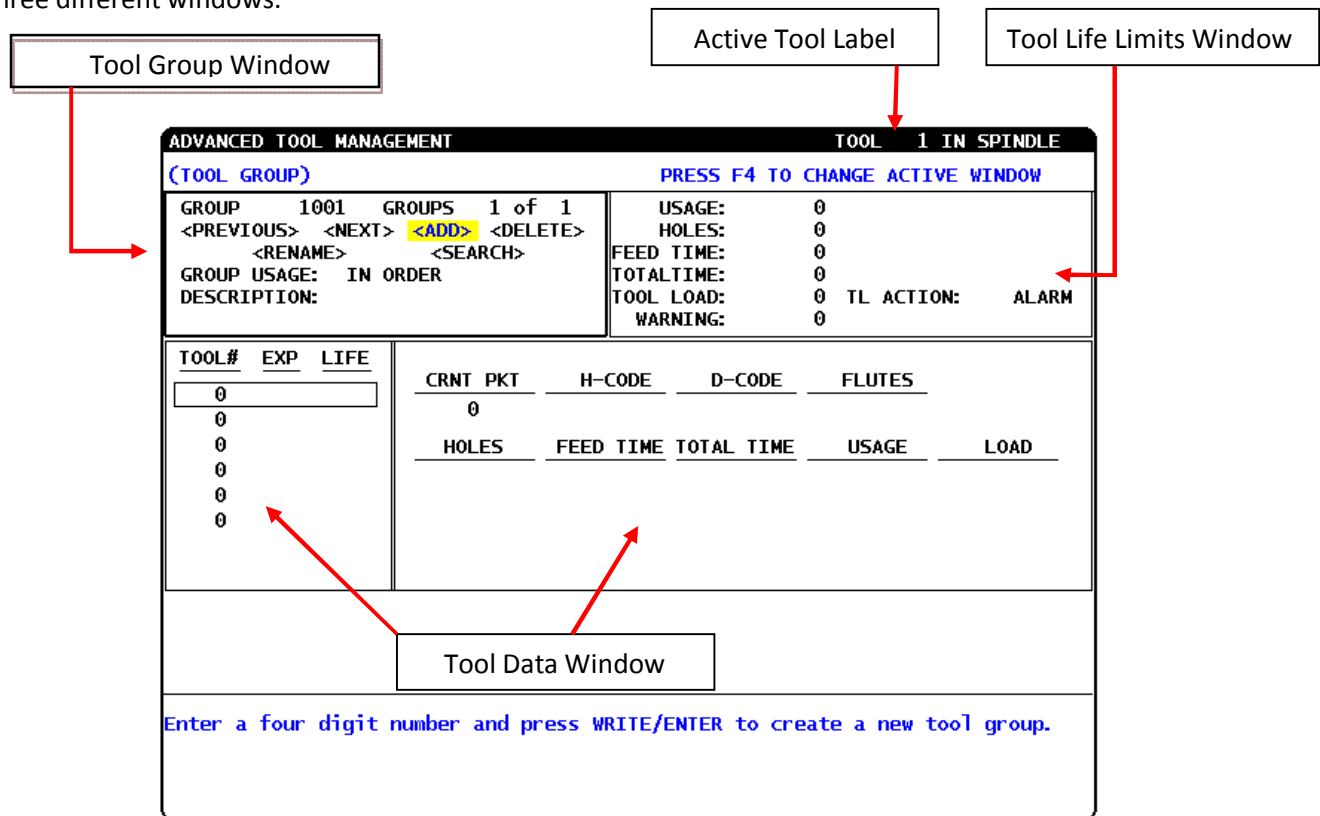 hree different windows.
Active Tool Label
Tool Life Limits Window
Tool Group Window
ADVANCED TOOL MANAGEMENT TOOL 1 IN SPINDLE
(TOOL GROUP) PRESS F4 TO CHANGE ACTIVE WINDOW
GROUP 1001 GROUPS 1 of 1
<PREVIOUS> <NEXT> <ADD> <DELETE>
<RENAME> <SEARCH>
GROUP USAGE: IN ORDER
DESCRIPTION:
USAGE: 0
HOLES: 0
FEED TIME: 0
TOTALTIME: 0
TOOL LOAD: 0 TL ACTION: ALARM
WARNING: 0
TOOL# EXP LIFE
0
0
0
0
0
0
CRNT PKT H-CODE D-CODE FLUTES
0
HOLES FEED TIME TOTAL TIME USAGE LOAD
Tool Data Window
Enter a four digit number and press WRITE/ENTER to create a new tool group.